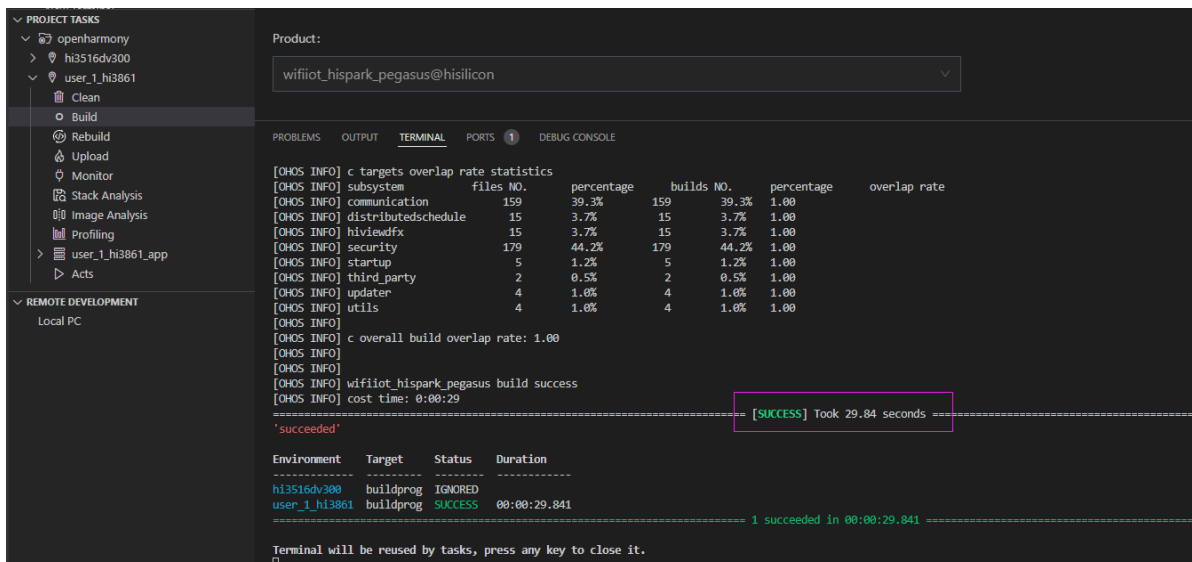 PROJECT TASKS
openharmony
hi3516dv300
user_1_hi3861
Clean
Build
Rebuild
Upload
Monitor
Stack Analysis
Image Analysis
Profiling
user_1_hi3861_app
Acts
REMOTE DEVELOPMENT
Local PC
Product:
wifiiot_hispark_pegasus@hisilicon
PROBLEMS OUTPUT TERMINAL PORTS 1 DEBUG CONSOLE
[OHOS INFO] c targets overlap rate statistics
[OHOS INFO] subsystem files NO. percentage builds NO. percentage overlap rate
[OHOS INFO] communication 159 39.3% 159 39.3% 1.00
[OHOS INFO] distributedschedule 15 3.7% 15 3.7% 1.00
[OHOS INFO] hiviewdfx 15 3.7% 15 3.7% 1.00
[OHOS INFO] security 179 44.2% 179 44.2% 1.00
[OHOS INFO] startup 5 1.2% 5 1.2% 1.00
[OHOS INFO] third_party 2 0.5% 2 0.5% 1.00
[OHOS INFO] updater 4 1.0% 4 1.0% 1.00
[OHOS INFO] utils 4 1.0% 4 1.0% 1.00
[OHOS INFO]
[OHOS INFO] c overall build overlap rate: 1.00
[OHOS INFO]
[OHOS INFO]
[OHOS INFO] wifiiot_hispark_pegasus build success
[OHOS INFO] cost time: 0:00:29
[SUCCESS] Took 29.84 seconds
'succeeded'
Environment Target Status Duration
hi3516dv300 buildprog IGNORED
user_1_hi3861 buildprog SUCCESS 00:00:29.841
1 succeeded in 00:00:29.841
Terminal will be reused by tasks, press any key to close it.